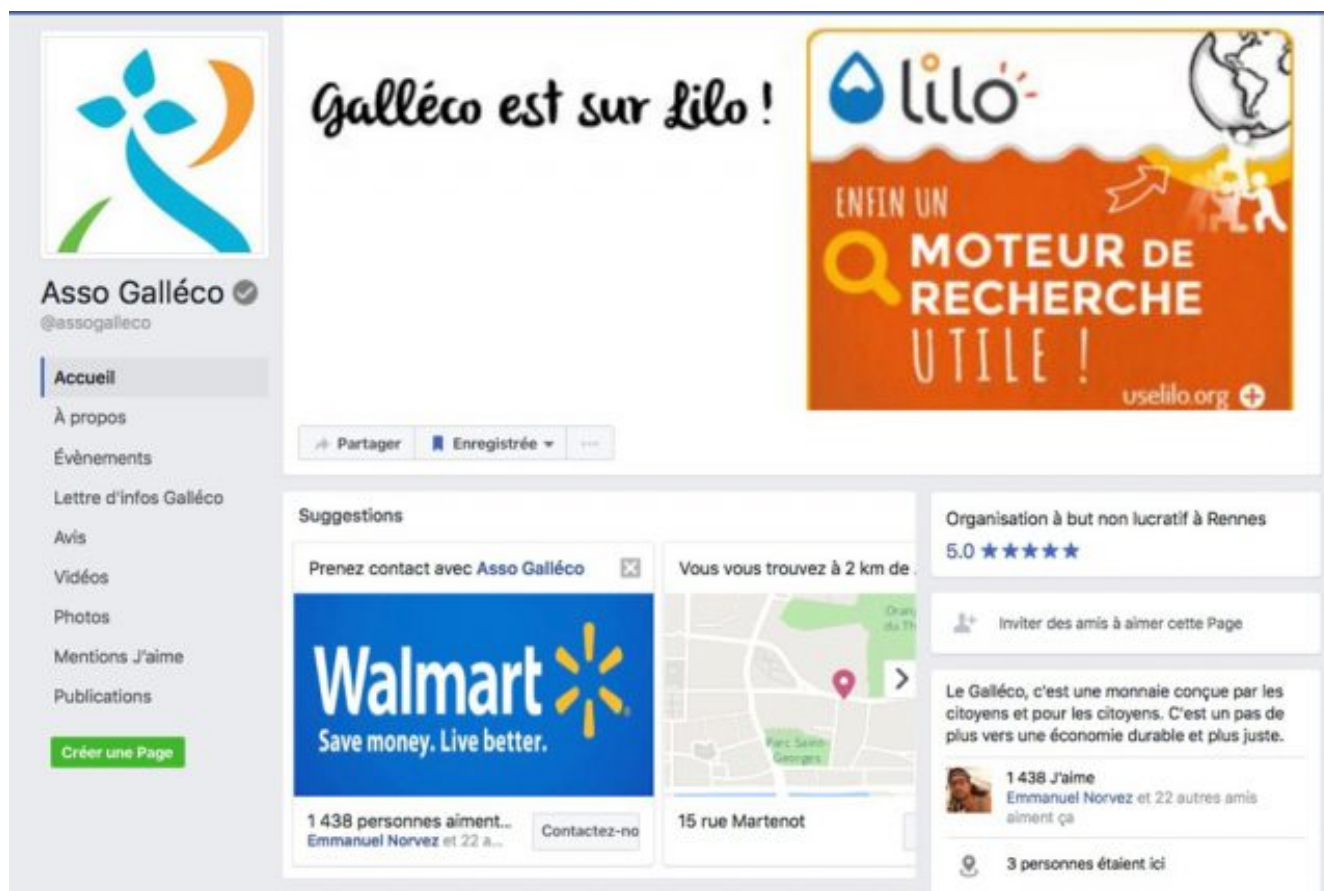 Galléco est sur Lilo !
lilo
ENFIN UN
MOTEUR DE
RECHERCHE
UTILE !
uselilo.org
Asso Galléco
@assogalleco
Accueil
À propos
Évènements
Lettre d'infos Galléco
Avis
Vidéos
Photos
Mentions J'aime
Publications
Créer une Page
Partager
Enregistrée
Suggestions
Prenez contact avec Asso Galléco
Walmart
Save money. Live better.
1 438 personnes aiment...
Emmanuel Norvez et 22 a...
Contactez-no
Vous vous trouvez à 2 km de
Parc Saint-
Georges
15 rue Martenot
Organisation à but non lucratif à Rennes
5.0
Inviter des amis à aimer cette Page
Le Galléco, c'est une monnaie conçue par les
citoyens et pour les citoyens. C'est un pas de
plus vers une économie durable et plus juste.
1 438 J'aime
Emmanuel Norvez et 22 autres amis
aiment ça
3 personnes étaient ici